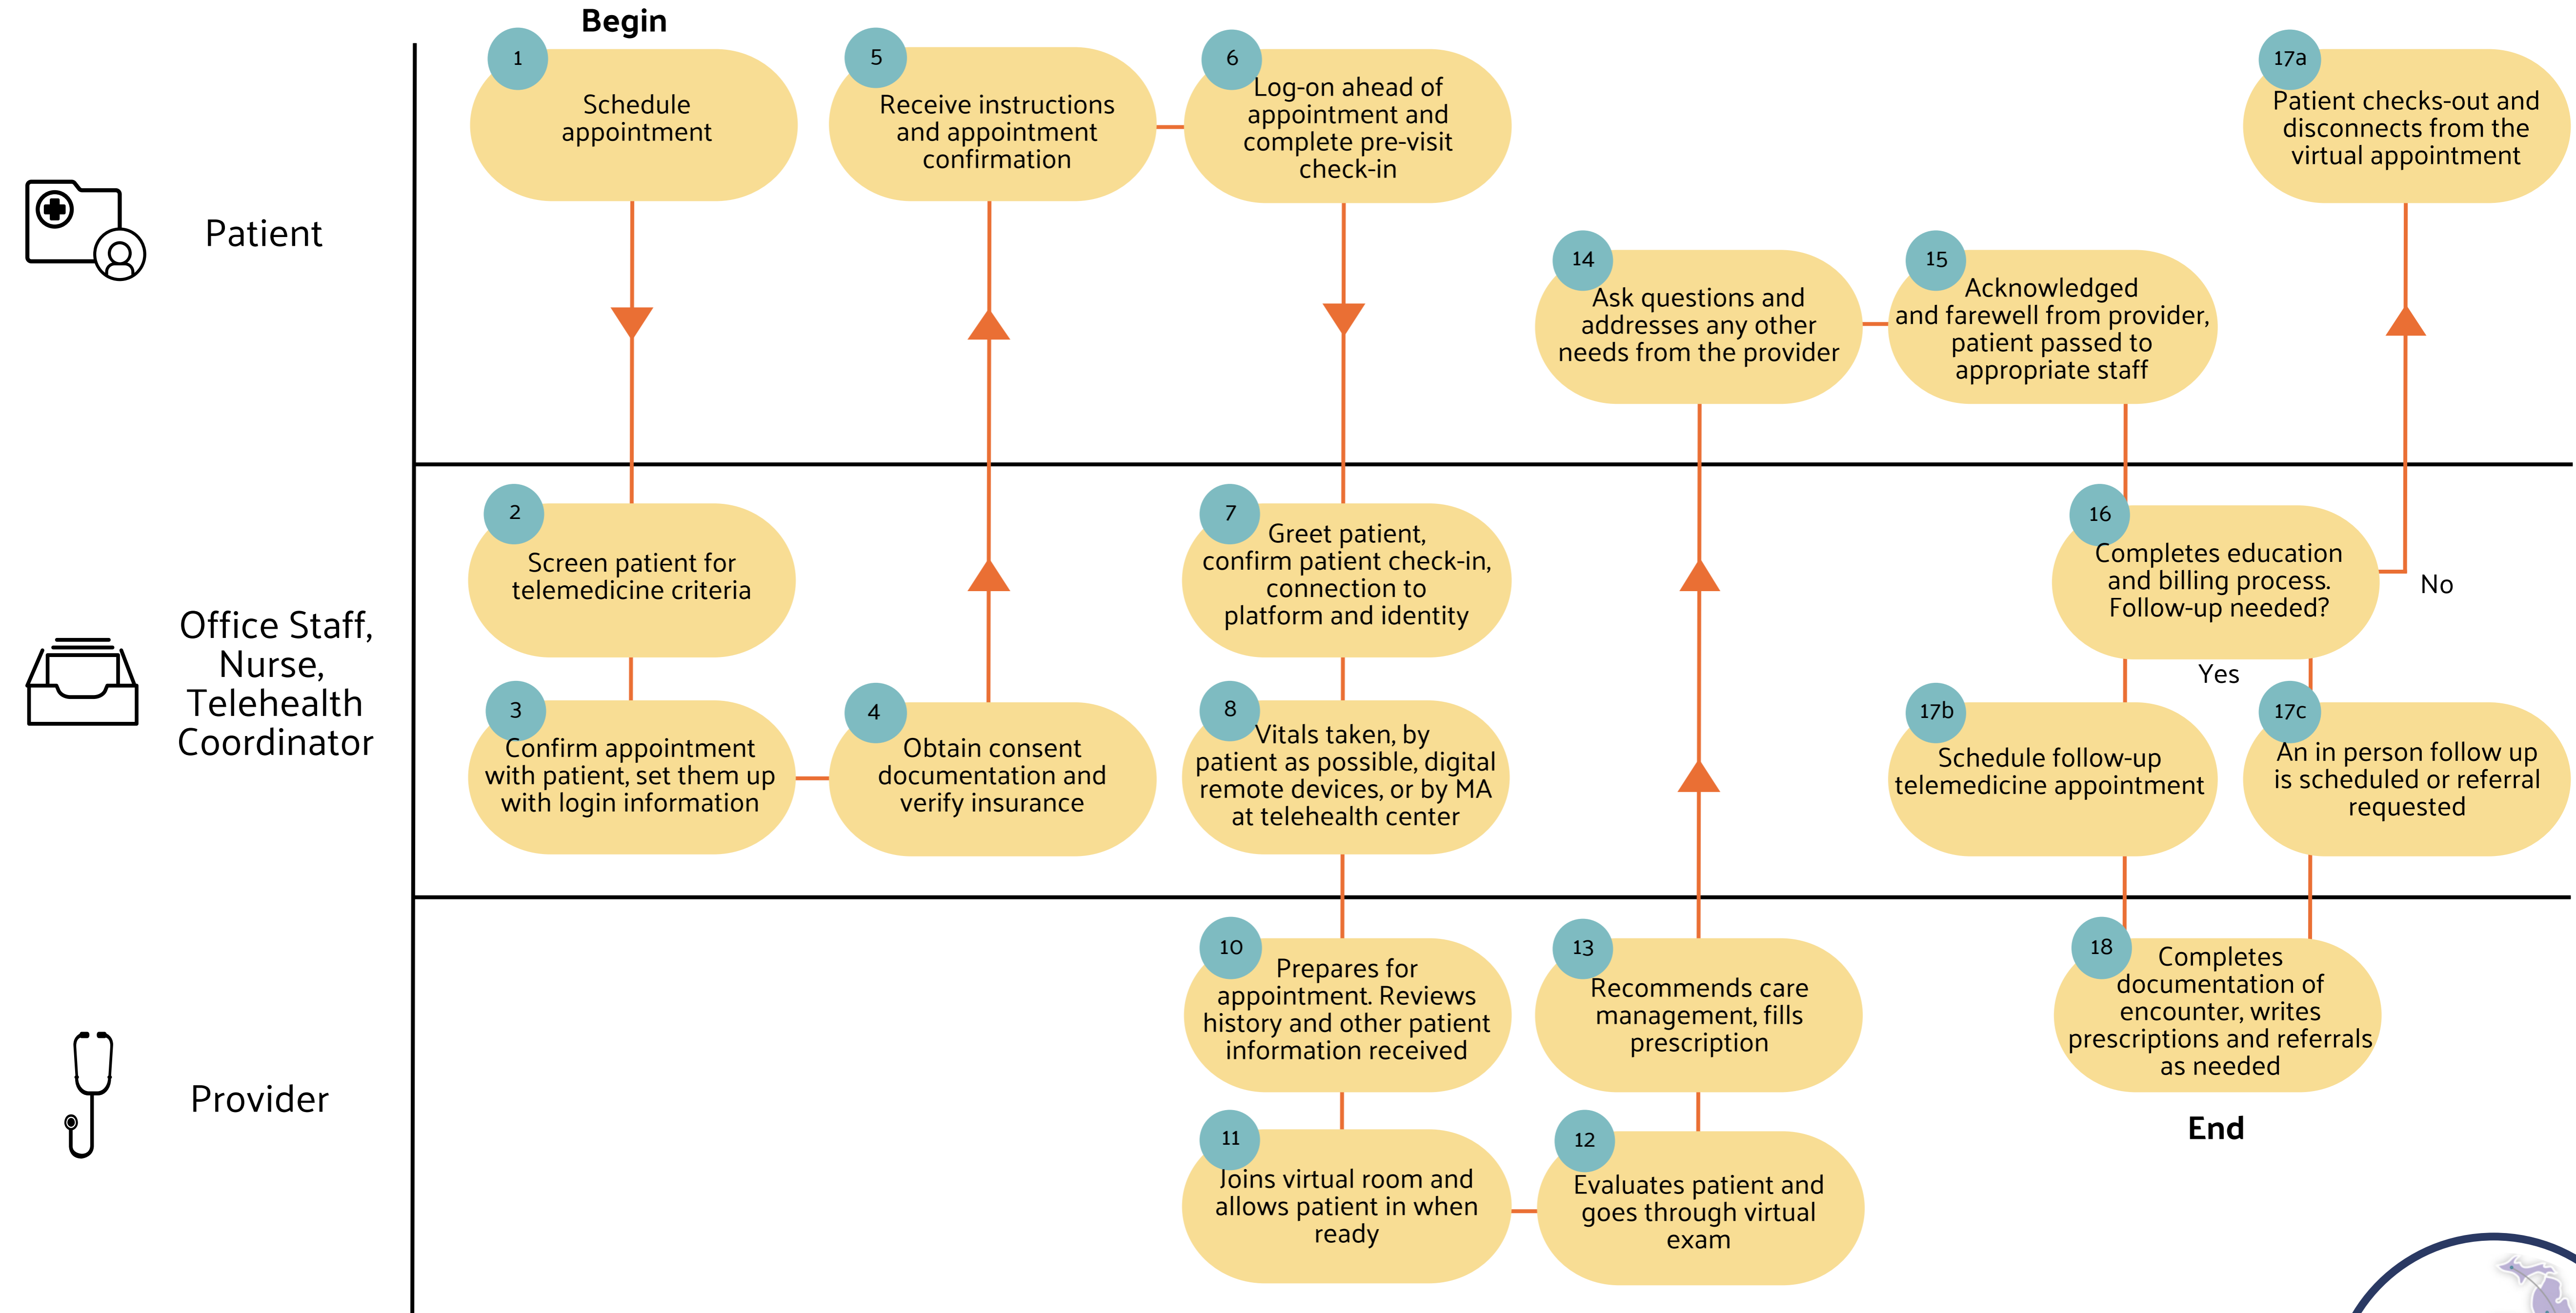 Begin
1
Schedule
appointment
5
Receive instructions
and appointment
confirmation
6
Log-on ahead of
appointment and
complete pre-visit
check-in
17a
Patient checks-out and
disconnects from the
virtual appointment
Patient
14
Ask questions and
addresses any other
needs from the provider
15
Acknowledged
and farewell from provider,
patient passed to
appropriate staff
Office Staff,
Nurse,
Telehealth
Coordinator
2
Screen patient for
telemedicine criteria
7
Greet patient,
confirm patient check-in,
connection to
platform and identity
16
Completes education
and billing process.
Follow-up needed?
No
Yes
3
Confirm appointment
with patient, set them up
with login information
4
Obtain consent
documentation and
verify insurance
8
Vitals taken, by
patient as possible, digital
remote devices, or by MA
at telehealth center
17b
Schedule follow-up
telemedicine appointment
17c
An in person follow up
is scheduled or referral
requested
Provider
10
Prepares for
appointment. Reviews
history and other patient
information received
13
Recommends care
management, fills
prescription
18
Completes
documentation of
encounter, writes
prescriptions and referrals
as needed
End
11
Joins virtual room and
allows patient in when
ready
12
Evaluates patient and
goes through virtual
exam